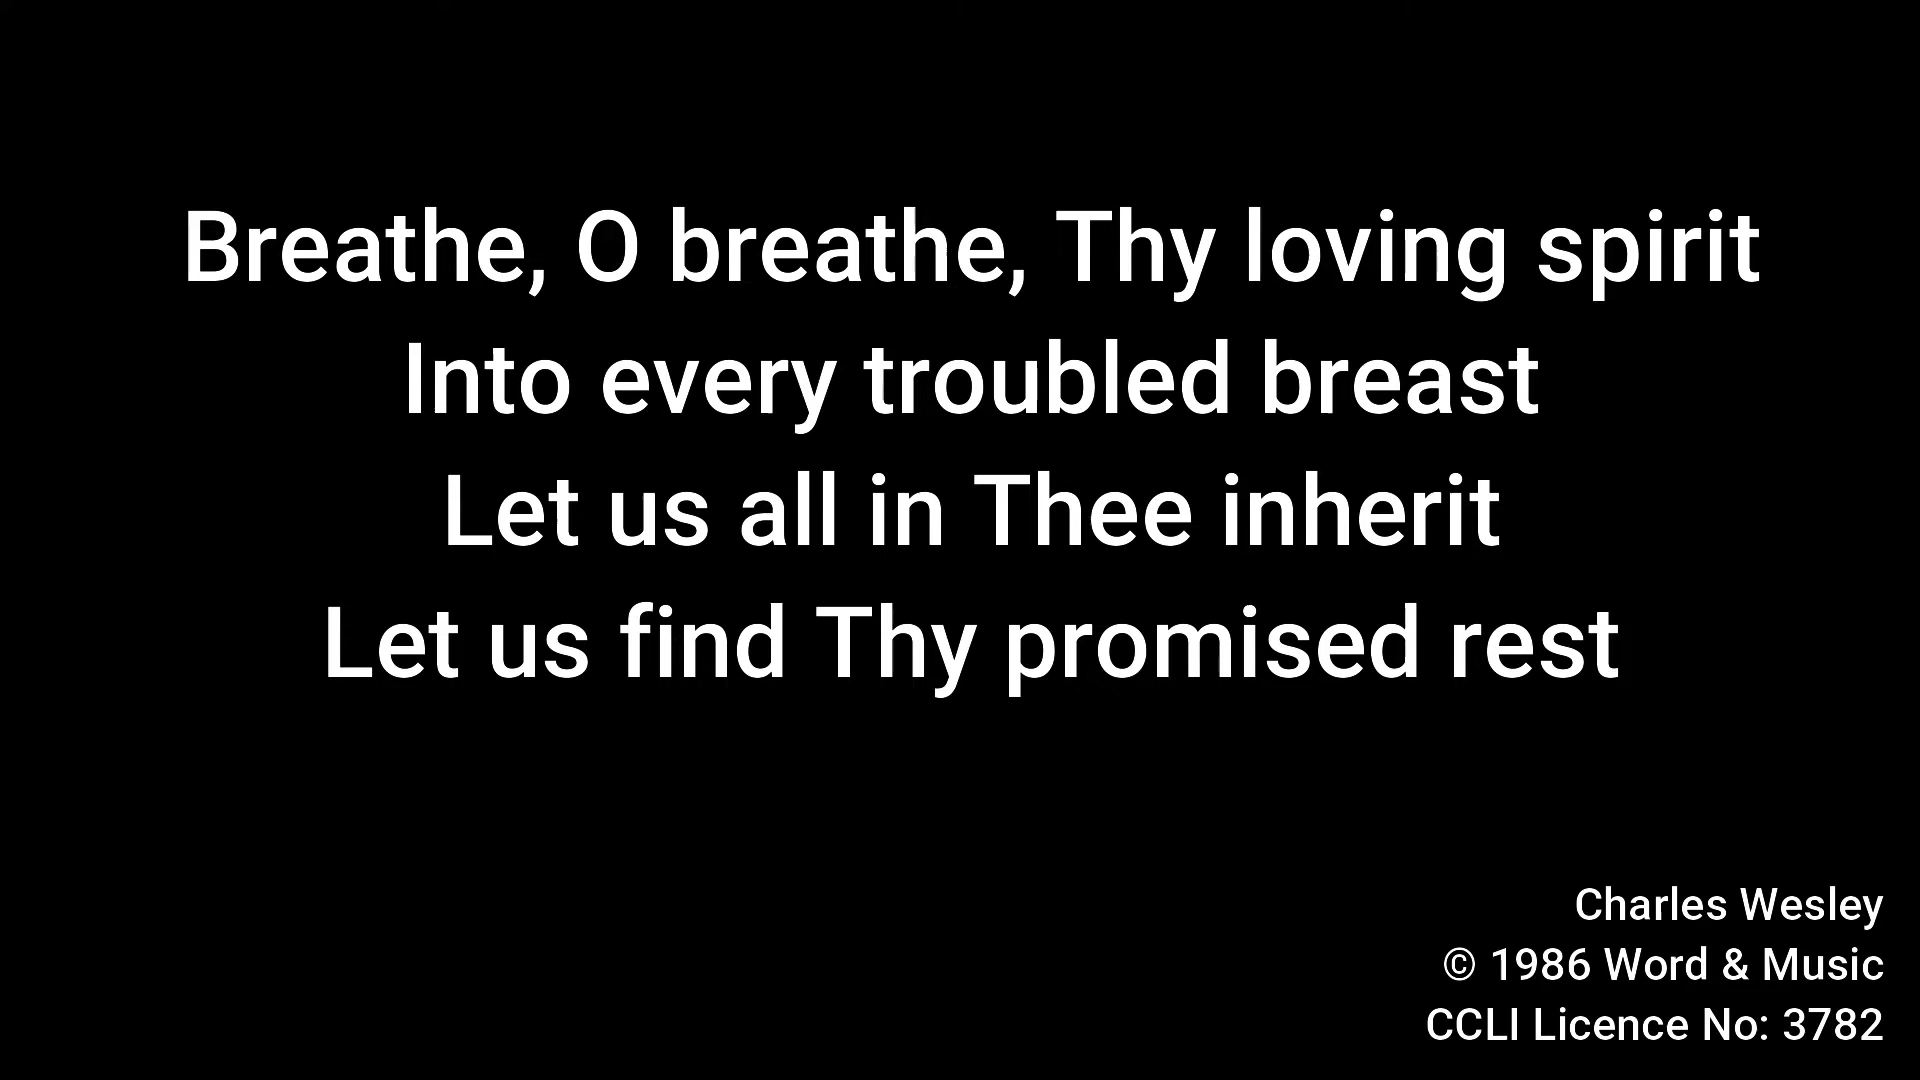 Breathe, O breathe, Thy loving spirit
Into every troubled breast
Let us all in Thee inherit
Let us find Thy promised rest
Charles Wesley
© 1986 Word & Music
CCLI Licence No: 3782